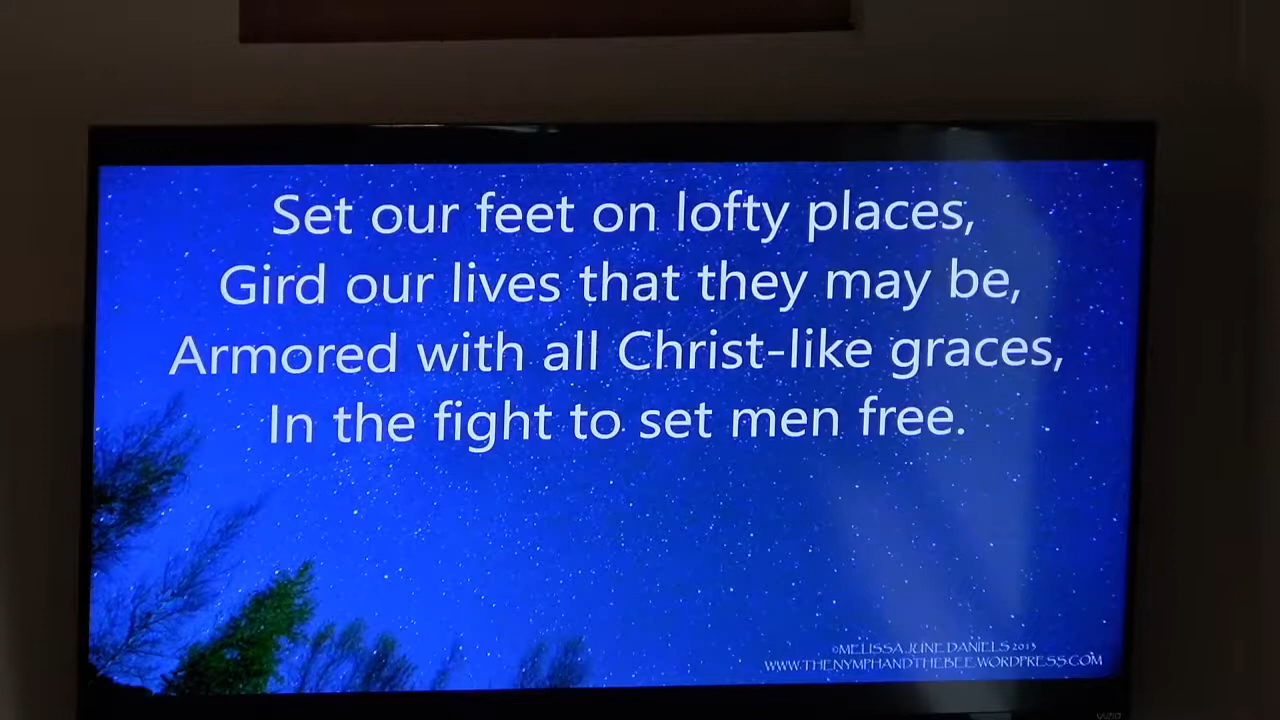 Set our feet on lofty places,
Gird our lives that they may be,
Armored with all Christ-like graces,
In the fight to set men free.
©MELISSA JUNE DANIELS 2013
WWW.THENYMPHANDTHEBEE.WORDPRESS.COM
VIZIO